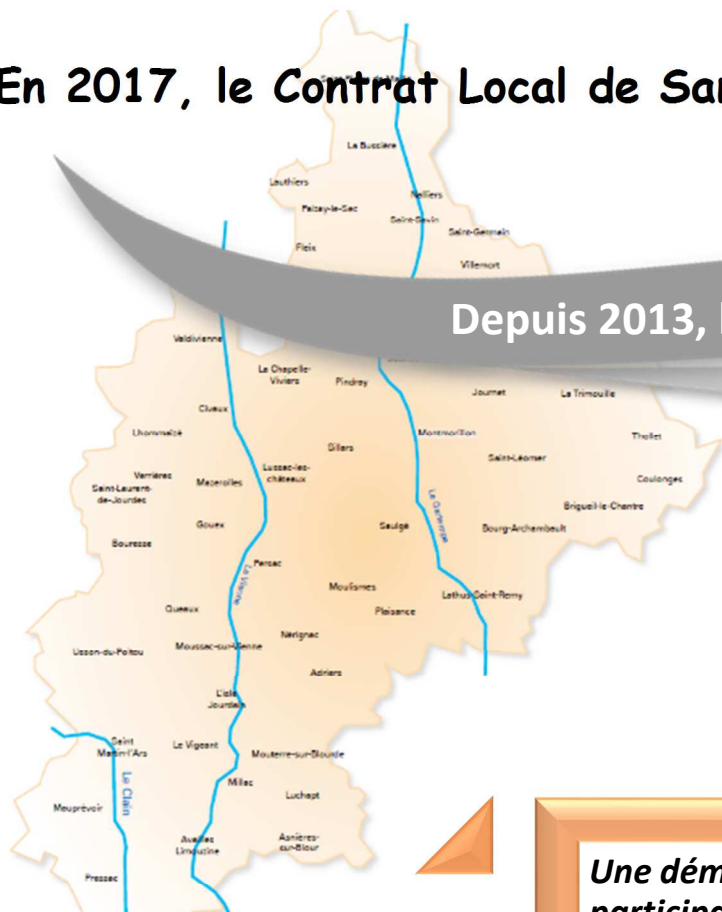 En 2017, le Contrat Local de Sa
La Bussière
Lauthiers
Nalliers
Paizay-le-Sec
Saint-Savin
Saint-Germain
Fleix
Villemort
Depuis 2013, l
Valdivienne
La Chapelle-
Viviers
Pindray
Journet
La Trimouille
Civaux
Lhommaizé
Montmorillon
Thollet
Sillars
Saint-Léomer
Verrières
Mazerolles
Lussac-les-
châteaux
Coulonges
Saint-Laurent-
de-Jourdes
Brigueil-le-Chantre
Gouex
Saulgé
La Gartempe
Bourg-Archambault
Bouresse
Persac
La Vienne
Moulismes
Lathus-Saint-Remy
Queaux
Plaisance
Nérignac
Usson-du-Poitou
Moussac-sur-Vienne
Adriers
L'isle
Jourdain
Saint
Martin-l'Ars
Le Vigeant
Mouterre-sur-Blourde
Le Clain
Millac
Luchapt
Mauprévoir
Availles
Limouzine
Asnières-
sur-Blour
Pressac
Une dém
participa